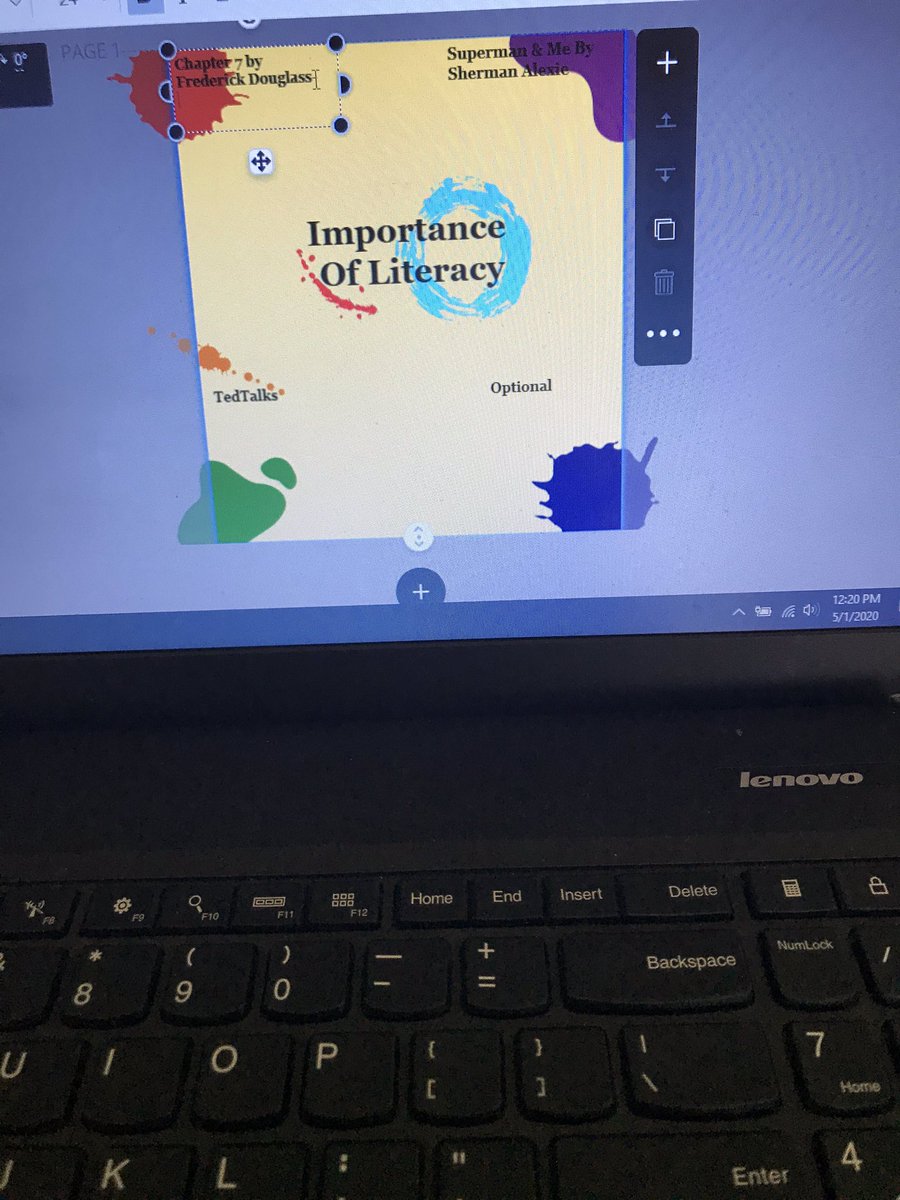 PAGE 1
Chapter 7 by
Frederick Douglass
Superman & Me By
Sherman Alexie
Importance
Of Literacy
TedTalks
Optional
12:20 PM
5/1/2020
lenovo
F8
F9
F10
F11
F12
Home
End
Insert
Delete
* 8
( 9
) 0
— -
+ =
Backspace
NumLock
/
U
I
O
P
{ [
} ]
| \
7 Home
K
L
:
"
Enter
4